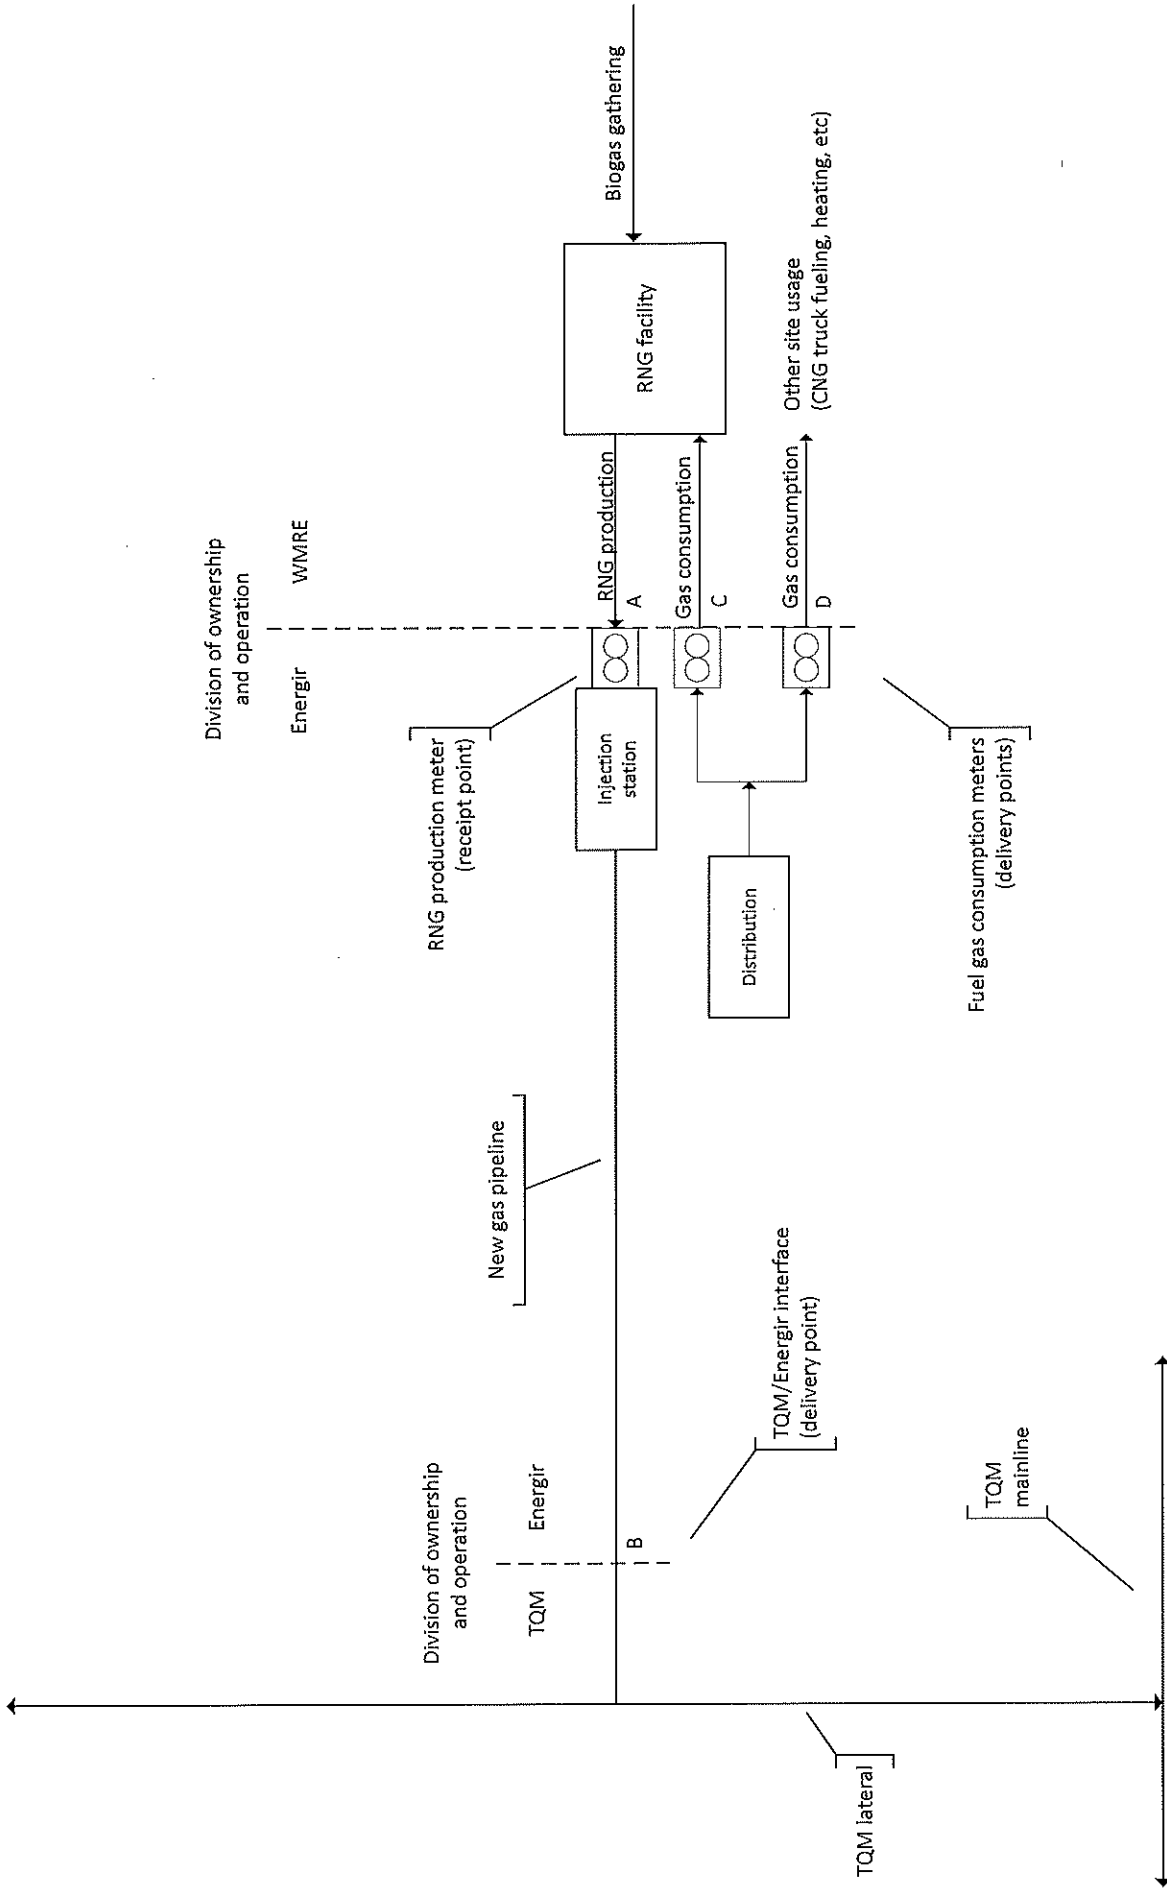 Division of ownership
and operation
Energir
WMRE
RNG production meter
(receipt point)
Biogas gathering
RNG production
A
RNG facility
Injection
station
Gas consumption
C
Gas consumption
D
Other site usage
(CNG truck fueling, heating, etc)
Distribution
Fuel gas consumption meters
(delivery points)
New gas pipeline
Division of ownership
and operation
TQM
Energir
B
TQM/Energir interface
(delivery point)
TQM
mainline
TQM lateral